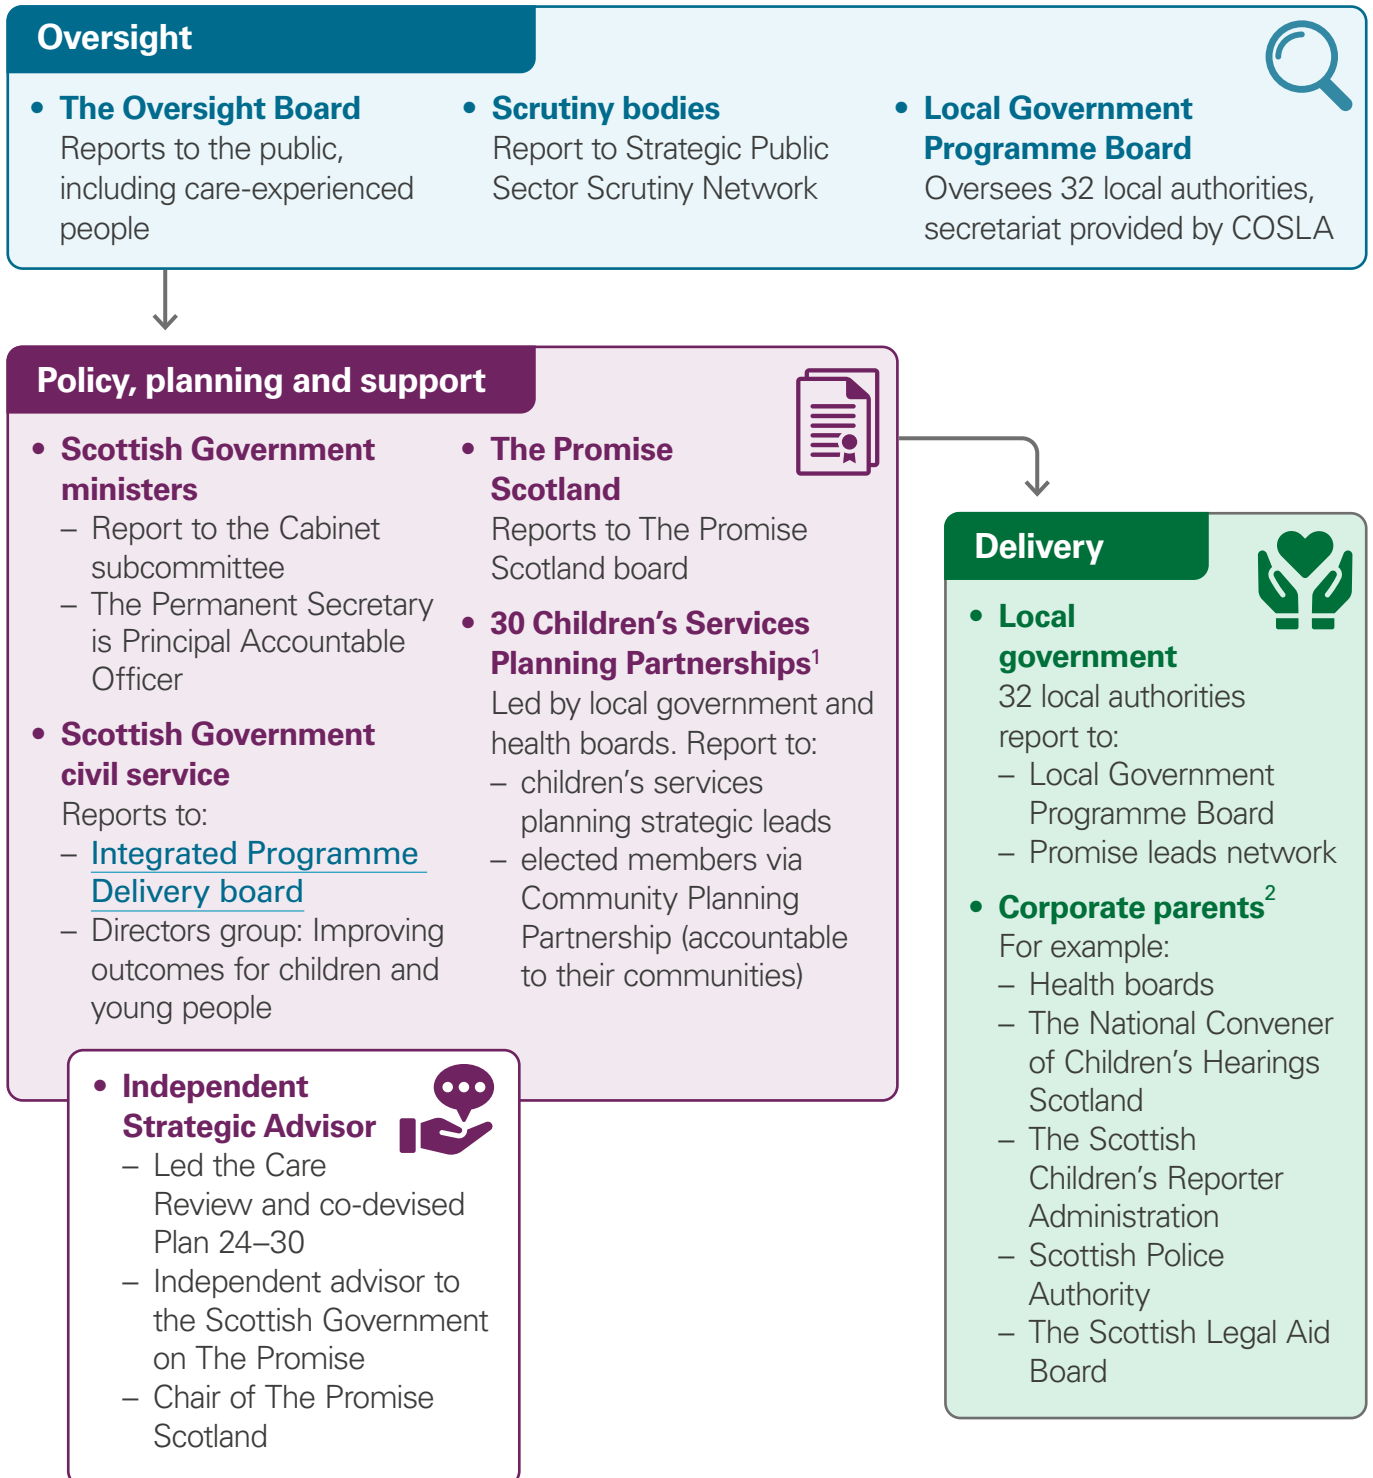 Oversight
• The Oversight Board
Reports to the public,
including care-experienced
people
• Scrutiny bodies
Report to Strategic Public
Sector Scrutiny Network
• Local Government
Programme Board
Oversees 32 local authorities,
secretariat provided by COSLA
Policy, planning and support
• Scottish Government
ministers
– Report to the Cabinet
subcommittee
– The Permanent Secretary
is Principal Accountable
Officer
• Scottish Government
civil service
Reports to:
– Integrated Programme
Delivery board
– Directors group: Improving
outcomes for children and
young people
• The Promise
Scotland
Reports to The Promise
Scotland board
• 30 Children’s Services
Planning Partnerships¹
Led by local government and
health boards. Report to:
– children’s services
planning strategic leads
– elected members via
Community Planning
Partnership (accountable
to their communities)
• Independent
Strategic Advisor
– Led the Care
Review and co-devised
Plan 24–30
– Independent advisor to
the Scottish Government
on The Promise
– Chair of The Promise
Scotland
Delivery
• Local
government
32 local authorities
report to:
– Local Government
Programme Board
– Promise leads network
• Corporate parents²
For example:
– Health boards
– The National Convener
of Children’s Hearings
Scotland
– The Scottish
Children’s Reporter
Administration
– Scottish Police
Authority
– The Scottish Legal Aid
Board